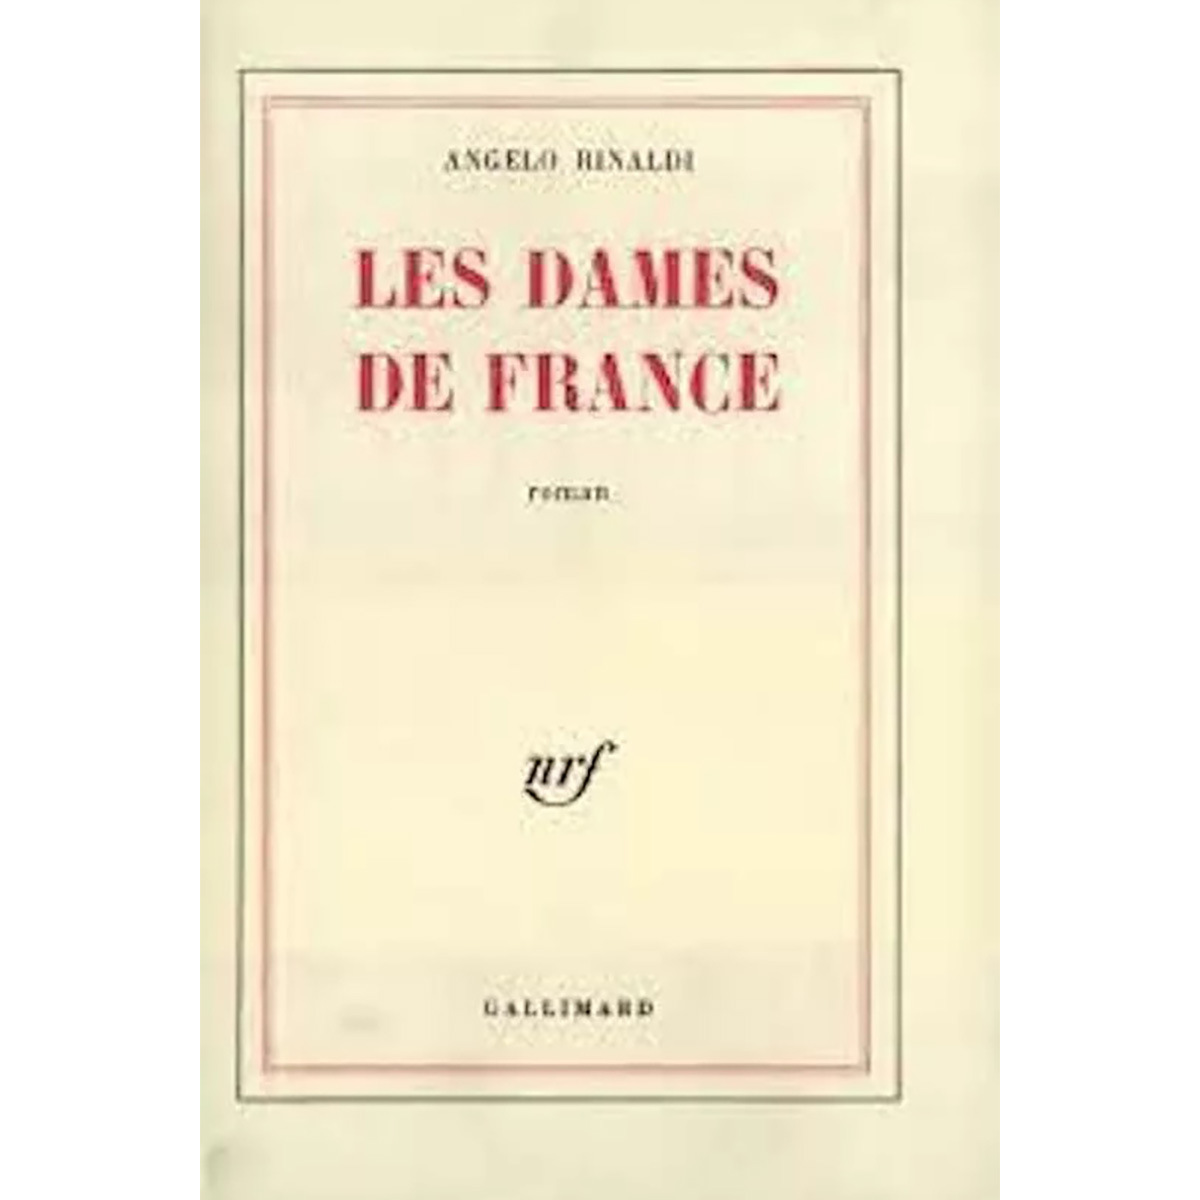 ANGELO RINALDI
LES DAMES
DE FRANCE
roman
nrf
GALLIMARD